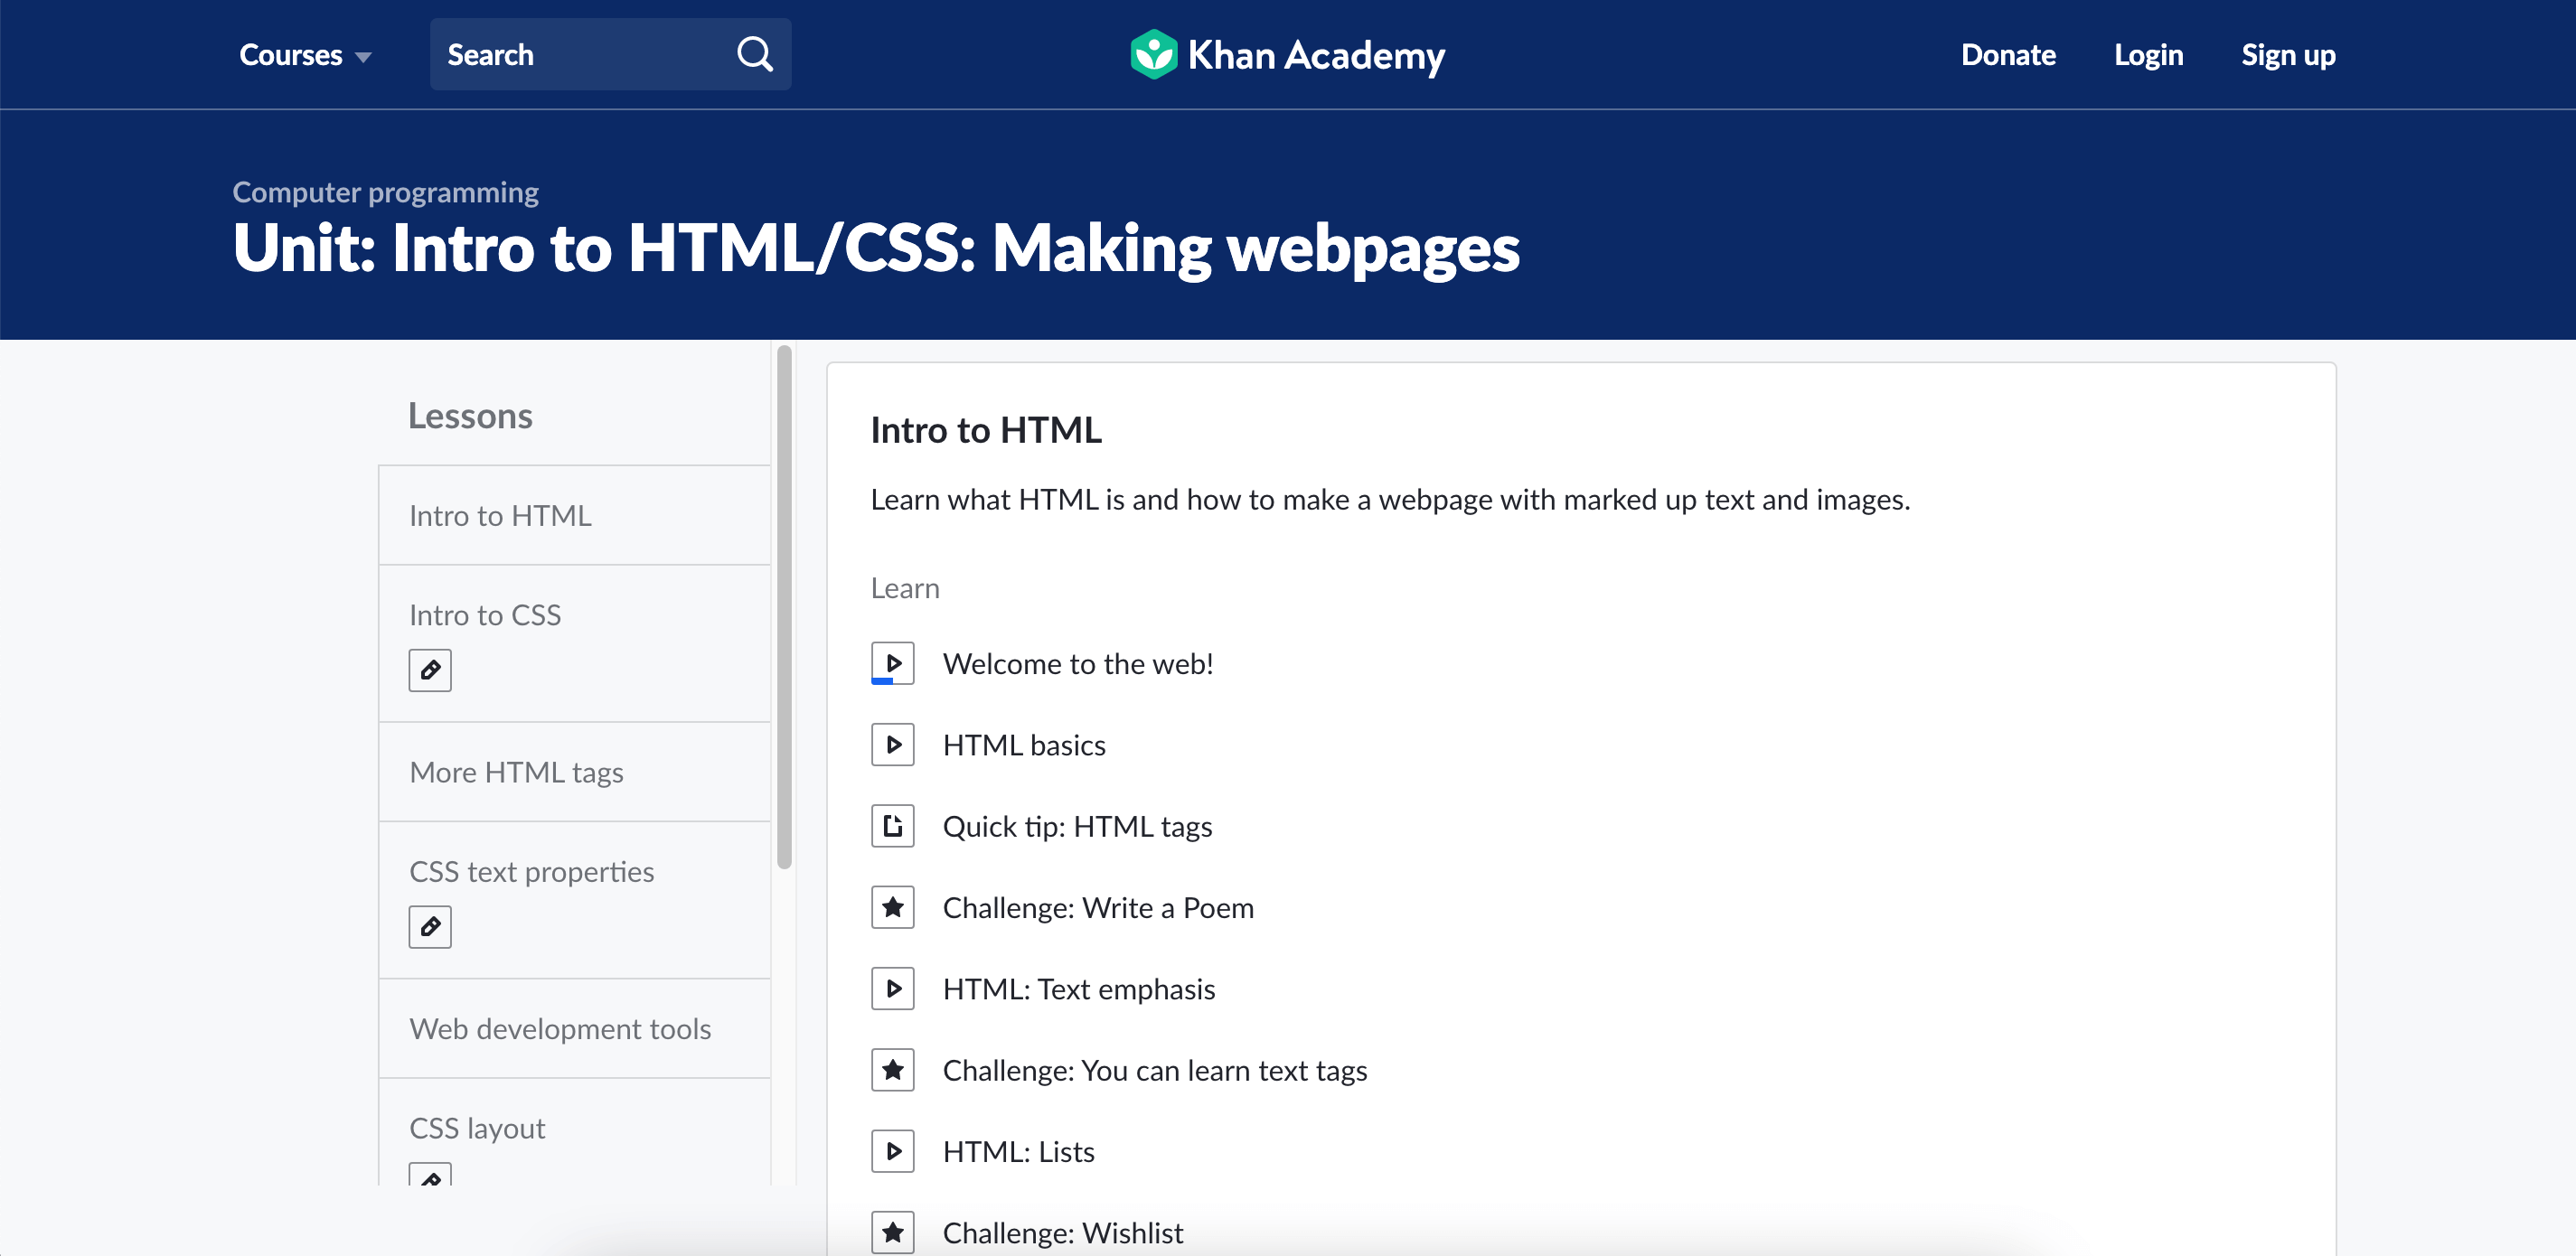 Courses
Search
Khan Academy
Donate
Login
Sign up
Computer programming
Unit: Intro to HTML/CSS: Making webpages
Lessons
Intro to HTML
Intro to CSS
More HTML tags
CSS text properties
Web development tools
CSS layout
Intro to HTML
Learn what HTML is and how to make a webpage with marked up text and images.
Learn
Welcome to the web!
HTML basics
Quick tip: HTML tags
Challenge: Write a Poem
HTML: Text emphasis
Challenge: You can learn text tags
HTML: Lists
Challenge: Wishlist